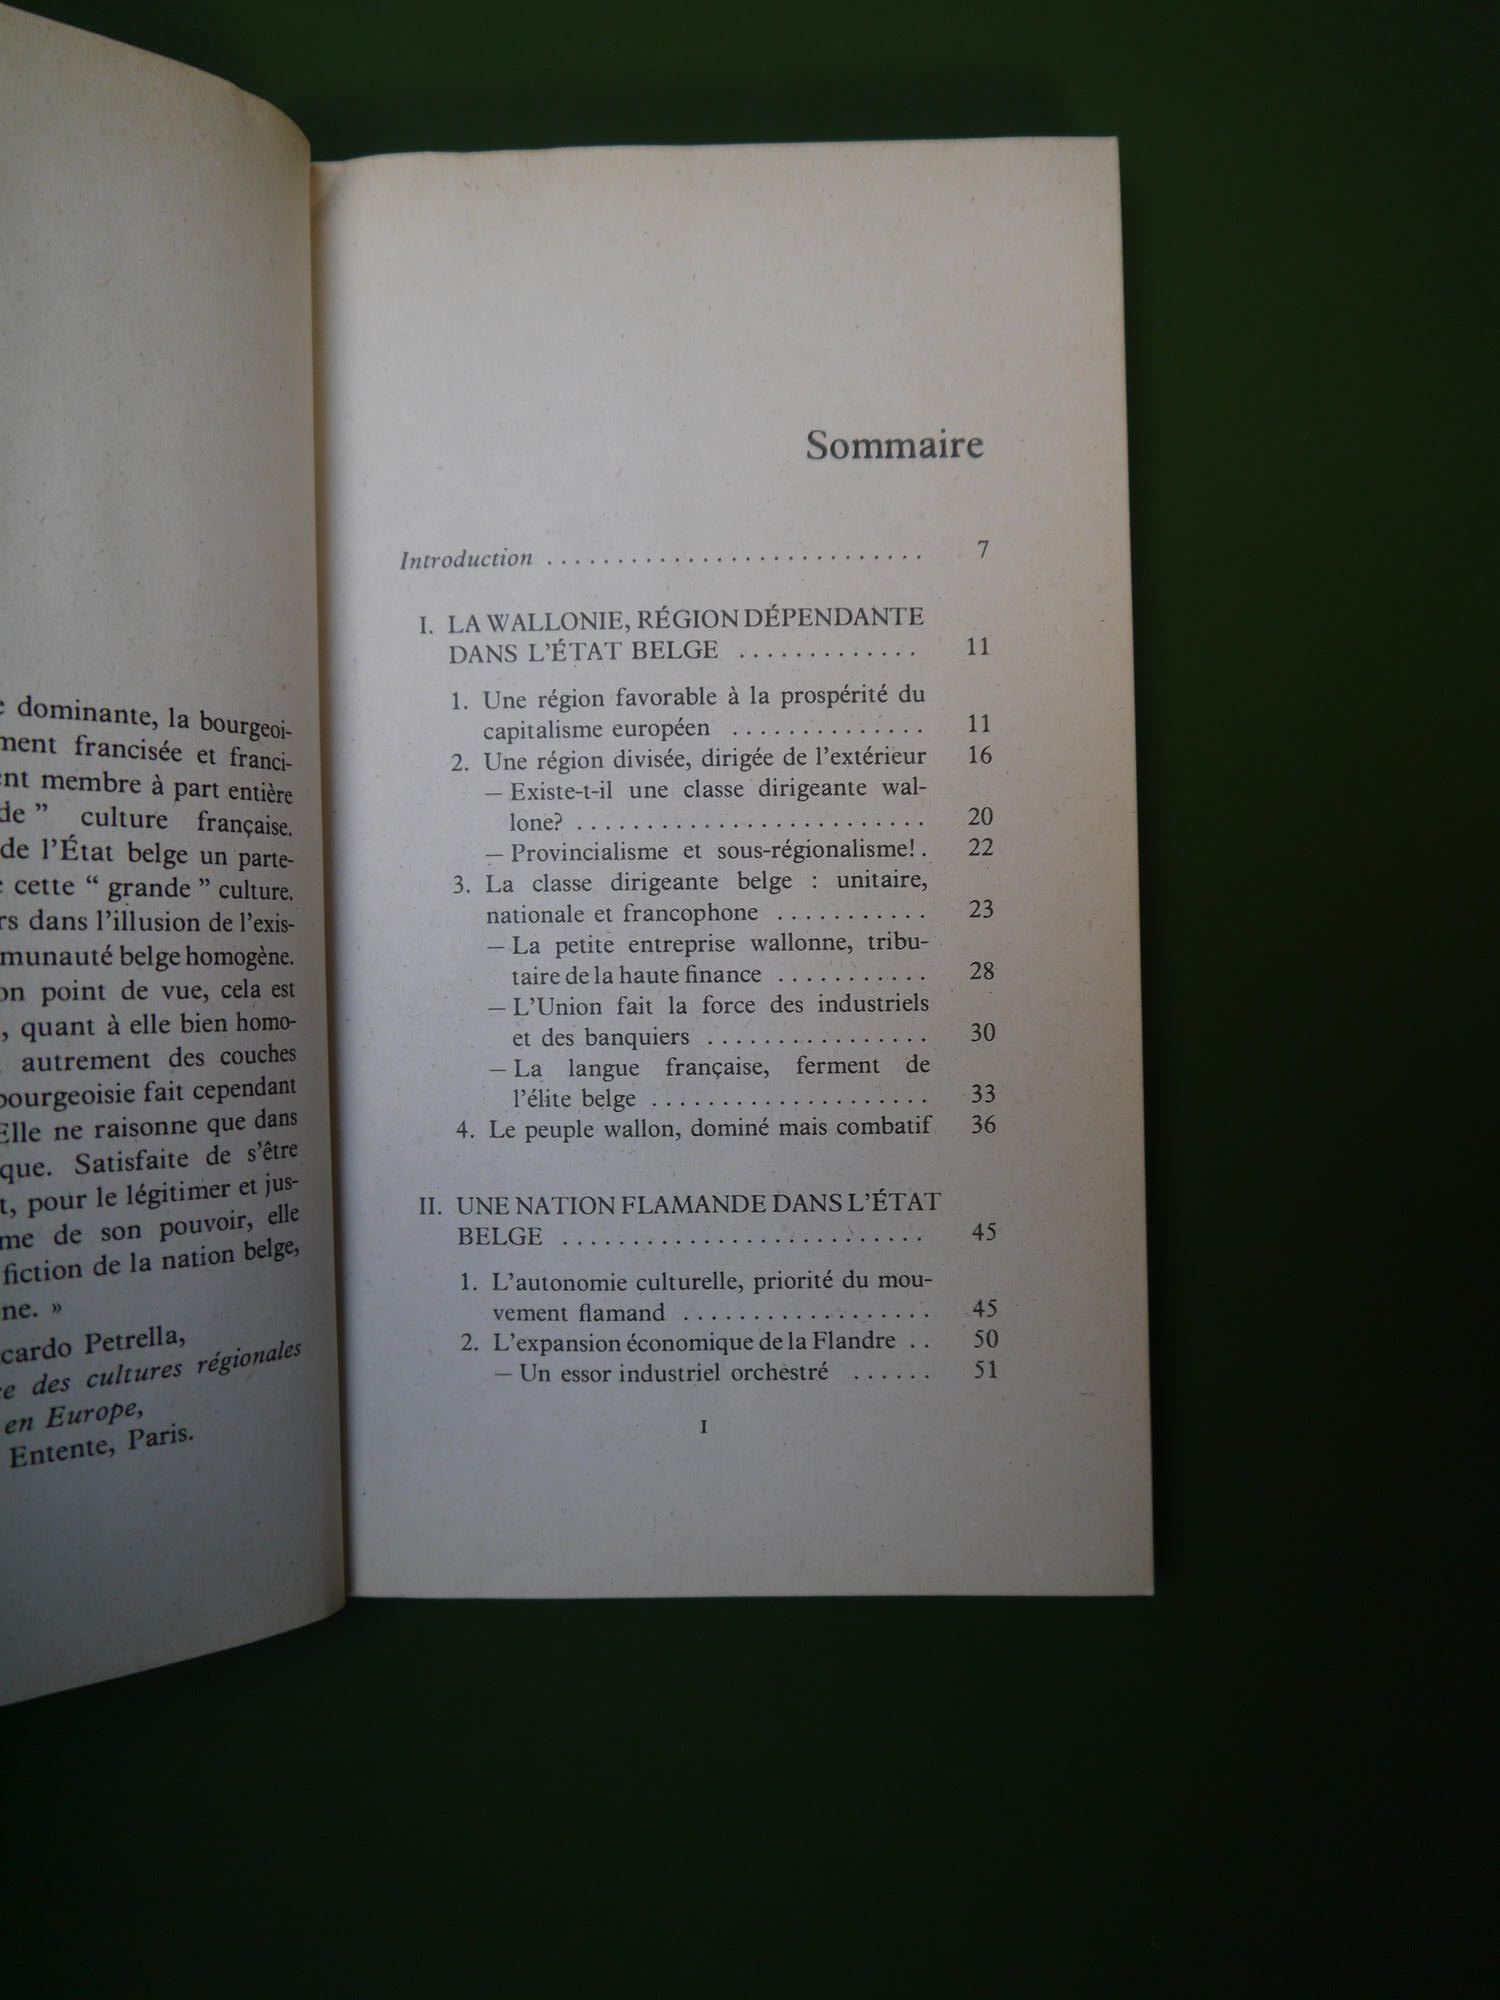 dominante, la bourgeoi-
francisée et franci-
membre à part entière
” culture française.
de l’État belge un parte-
cette “ grande ” culture.
dans l’illusion de l’exis-
belge homogène.
point de vue, cela est
, quant à elle bien homo-
autrement des couches
bourgeoisie fait cependant
Elle ne raisonne que dans
que. Satisfaite de s’être
, pour le légitimer et jus-
me de son pouvoir, elle
fiction de la nation belge,
ne. »
cardo Petrella,
des cultures régionales
en Europe,
Entente, Paris.
Sommaire
Introduction ........................... 7
I. LA WALLONIE, RÉGION DÉPENDANTE
DANS L’ÉTAT BELGE ............. 11
1. Une région favorable à la prospérité du
capitalisme européen .............. 11
2. Une région divisée, dirigée de l’extérieur 16
— Existe-t-il une classe dirigeante wal-
lone? ......................... 20
— Provincialisme et sous-régionalisme! . 22
3. La classe dirigeante belge : unitaire,
nationale et francophone ........... 23
— La petite entreprise wallonne, tribu-
taire de la haute finance ........... 28
— L’Union fait la force des industriels
et des banquiers ................ 30
— La langue française, ferment de
l’élite belge .................... 33
4. Le peuple wallon, dominé mais combatif 36
II. UNE NATION FLAMANDE DANS L’ÉTAT
BELGE .......................... 45
1. L’autonomie culturelle, priorité du mou-
vement flamand .................. 45
2. L’expansion économique de la Flandre .. 50
— Un essor industriel orchestré ...... 51
I